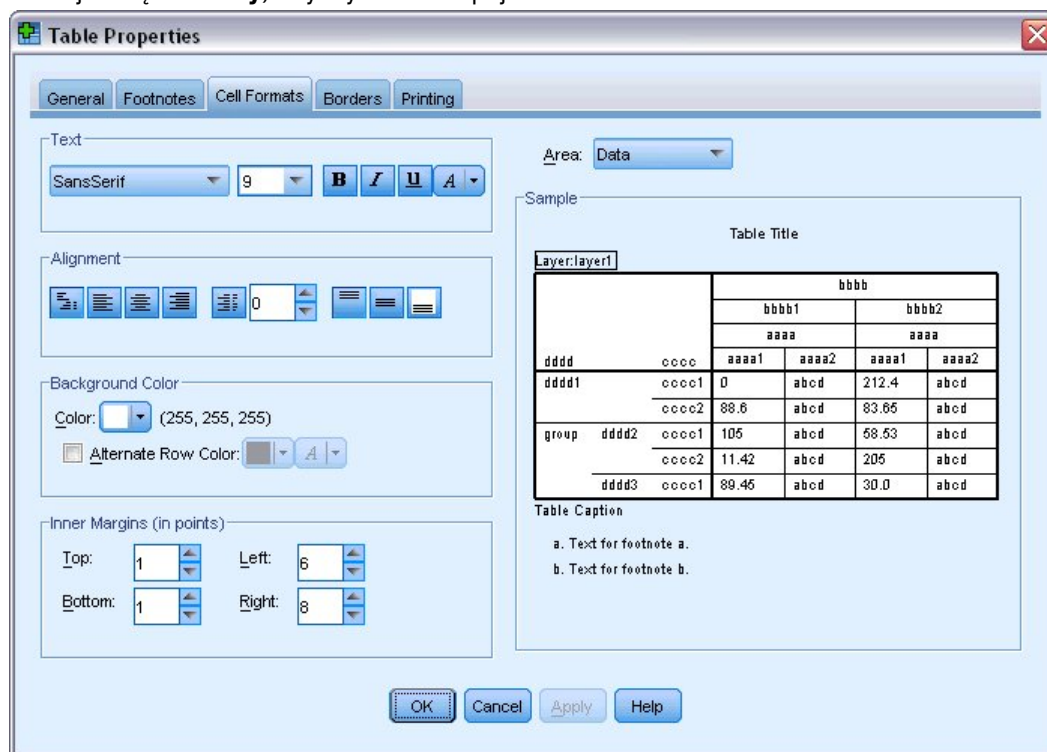 Table Properties
General Footnotes Cell Formats Borders Printing
Text
SansSerif 9 B I U A
Alignment
0
Background Color
Color: (255, 255, 255)
Alternate Row Color: A
Inner Margins (in points)
Top: 1 Left: 6
Bottom: 1 Right: 8
Area: Data
Sample
Table Title
Layer:layer1
bbbb
bbbb1 bbbb2
aaaa aaaa
dddd cccc aaaa1 aaaa2 aaaa1 aaaa2
dddd1 cccc1 0 abcd 212.4 abcd
cccc2 88.6 abcd 83.65 abcd
group dddd2 cccc1 105 abcd 58.53 abcd
cccc2 11.42 abcd 205 abcd
dddd3 cccc1 89.45 abcd 30.0 abcd
Table Caption
a. Text for footnote a.
b. Text for footnote b.
OK Cancel Apply Help